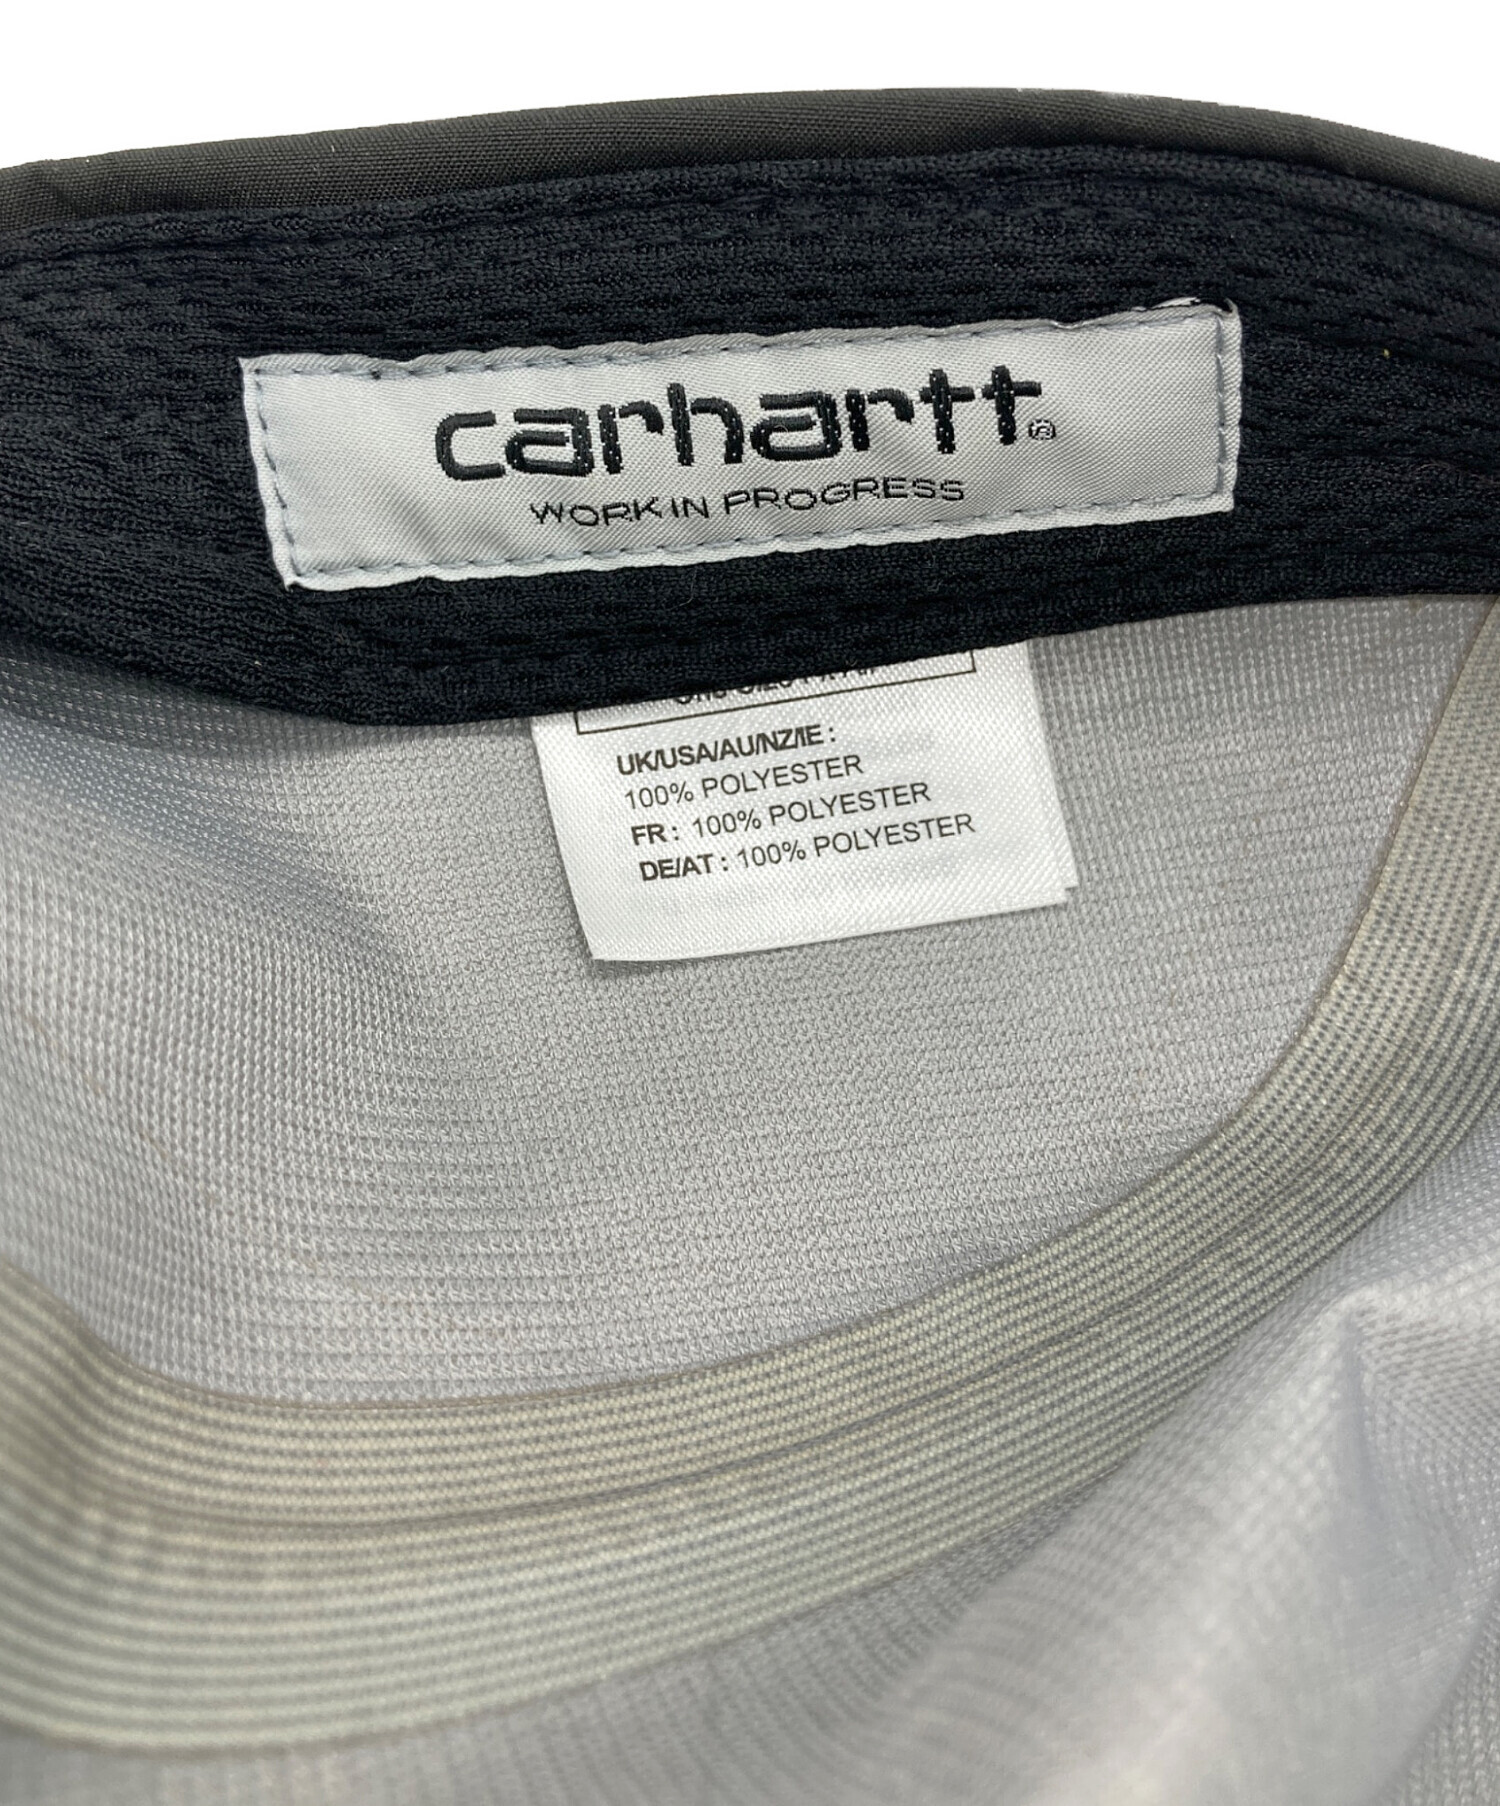 carhartt®
WORK IN PROGRESS
UK/USA/AU/NZ/IE :
100% POLYESTER
FR : 100% POLYESTER
DE/AT : 100% POLYESTER